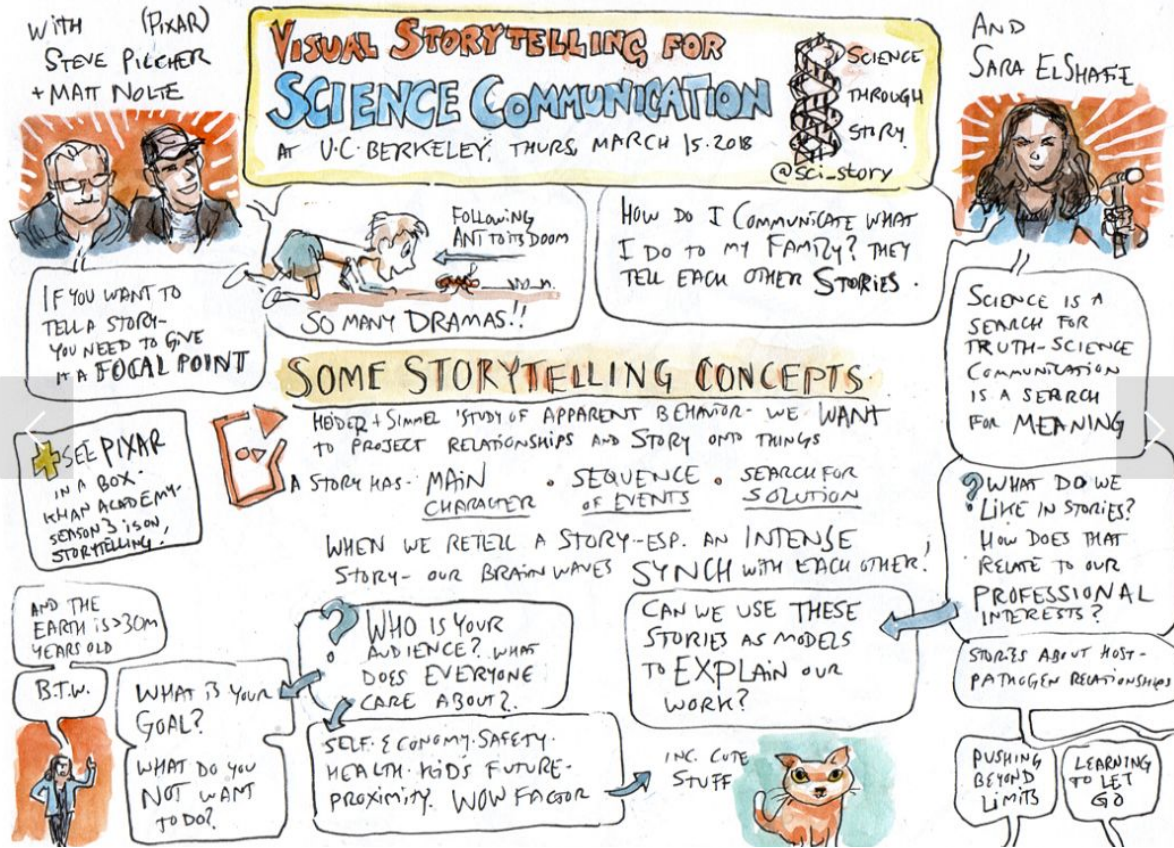 WITH (PIXAR)
STEVE PILCHER
+ MATT NOLTE
VISUAL STORYTELLING FOR
SCIENCE COMMUNICATION
AT U.C. BERKELEY, THURS, MARCH 15. 2018
SCIENCE
THROUGH
STORY
@sci_story
AND
SARA ELSHAFIE
IF YOU WANT TO
TELL A STORY-
YOU NEED TO GIVE
IT A FOCAL POINT
FOLLOWING
ANT TO ITS DOOM
SO MANY DRAMAS!!
HOW DO I COMMUNICATE WHAT
I DO TO MY FAMILY? THEY
TELL EACH OTHER STORIES.
SCIENCE IS A
SEARCH FOR
TRUTH-SCIENCE
COMMUNICATION
IS A SEARCH
FOR MEANING
SOME STORYTELLING CONCEPTS.
HEIDER + SIMMEL 'STUDY OF APPARENT BEHAVIOR- WE WANT
TO PROJECT RELATIONSHIPS AND STORY ONTO THINGS
A STORY HAS- MAIN CHARACTER . SEQUENCE OF EVENTS . SEARCH FOR SOLUTION
WHEN WE RETELL A STORY--ESP. AN INTENSE
STORY- OUR BRAINWAVES SYNCH WITH EACH OTHER!
+ SEE PIXAR
IN A BOX-
KHAN ACADEMY-
SEASON 3 IS ON,
STORYTELLING!
? WHAT DO WE
LIKE IN STORIES?
HOW DOES THAT
RELATE TO OUR
PROFESSIONAL
INTERESTS?
CAN WE USE THESE
STORIES AS MODELS
TO EXPLAIN OUR
WORK?
STORIES ABOUT HOST-
PATHOGEN RELATIONSHIPS
PUSHING
BEYOND
LIMITS
LEARNING
TO LET
GO
AND THE
EARTH IS >30M
YEARS OLD
B.T.W.
? WHO IS YOUR
AUDIENCE? WHAT
DOES EVERYONE
CARE ABOUT?
WHAT IS YOUR
GOAL?
WHAT DO YOU
NOT WANT
TO DO?
SELF. ECONOMY. SAFETY.
HEALTH. KIDS FUTURE-
PROXIMITY. WOW FACTOR
INC. CUTE
STUFF